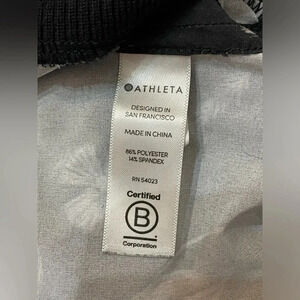 ATHLETA
DESIGNED IN
SAN FRANCISCO
MADE IN CHINA
86% POLYESTER
14% SPANDEX
RN 54023
Certified
B
Corporation